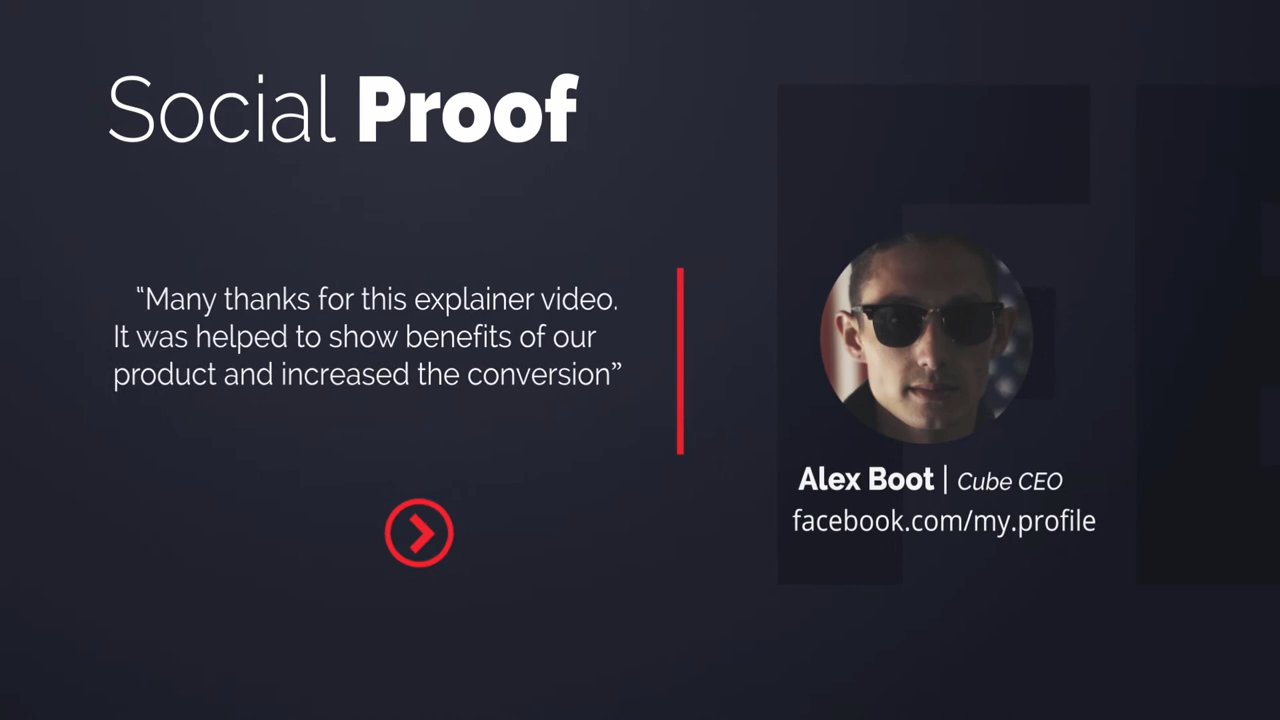 Social Proof
“Many thanks for this explainer video.
It was helped to show benefits of our
product and increased the conversion”
Alex Boot | Cube CEO
facebook.com/my.profile